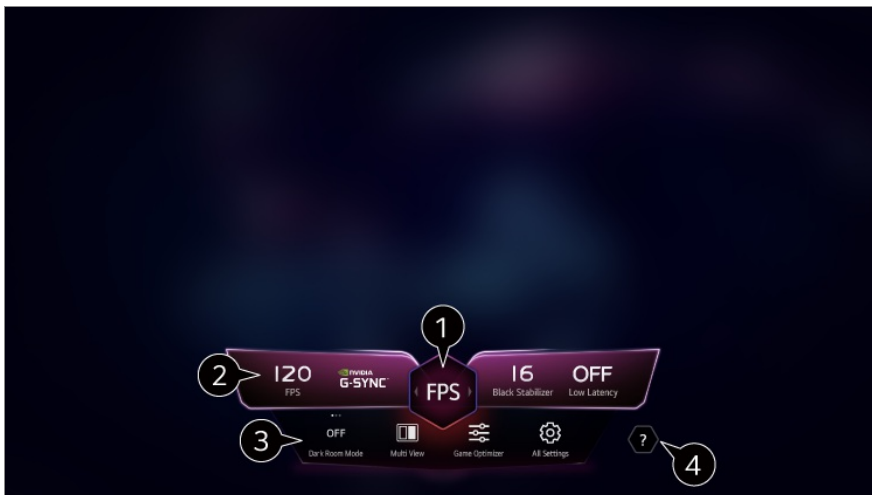 1
2
120
FPS
NVIDIA
G-SYNC
FPS
16
Black Stabilizer
OFF
Low Latency
3
OFF
Dark Room Mode
Multi View
Game Optimizer
All Settings
?
4